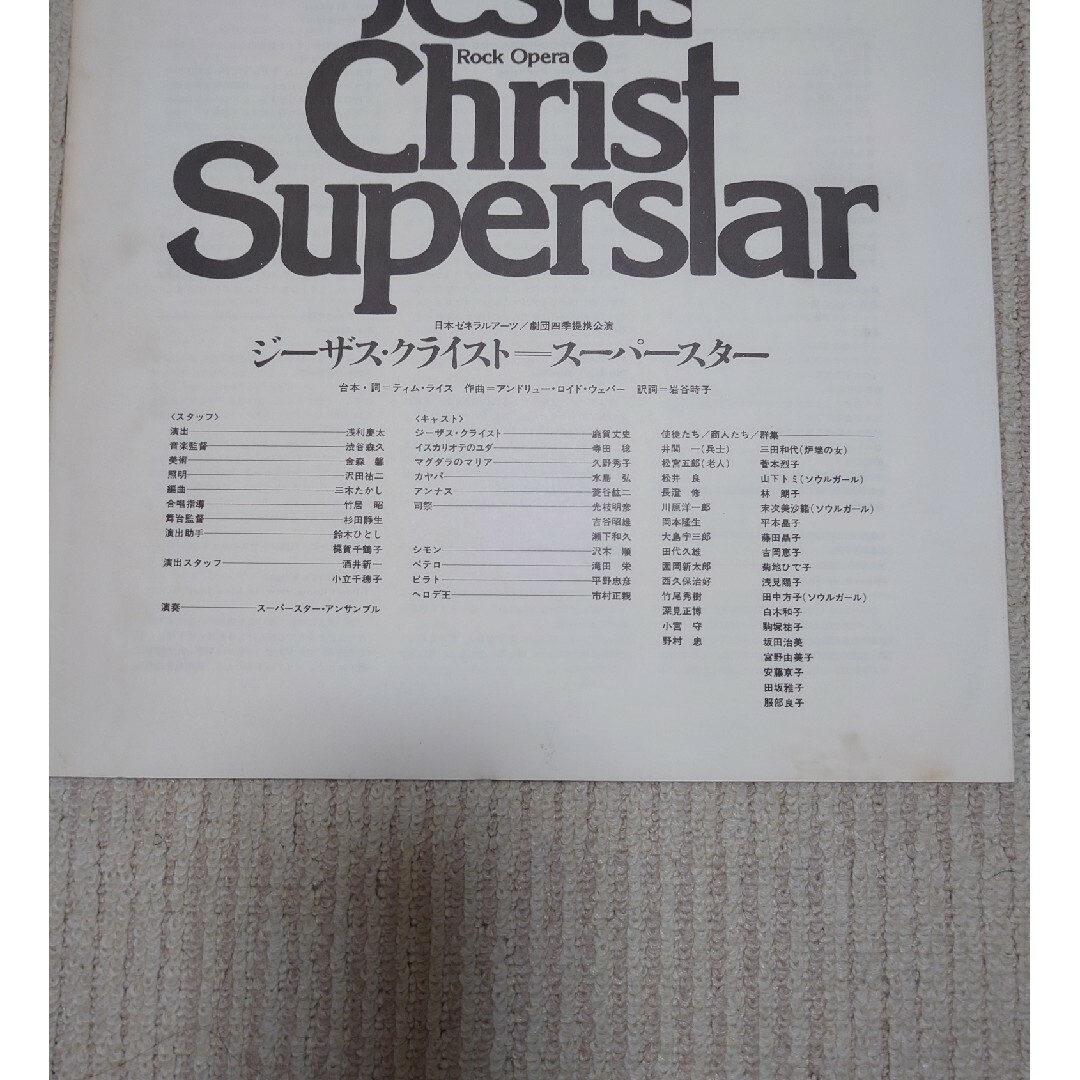 Jesus
Rock Opera
Christ
Superstar
日本ゼネラルアーツ／劇団四季提携公演
ジーザス・クライスト＝スーパースター
台本・詞＝ティム・ライス 作曲＝アンドリュー・ロイド・ウェバー 訳詞＝岩谷時子
〈スタッフ〉
演出 浅利慶太
音楽監督 渋谷森久
美術 金森馨
照明 沢田祐二
編曲 三木たかし
合唱指導 竹居昭
舞台監督 杉田静生
演出助手 鈴木ひとし
梶賀千鶴子
演出スタッフ 酒井新一
小立千穂子
演奏 スーパースター・アンサンブル
〈キャスト〉
ジーザス・クライスト 鹿賀丈史
イスカリオテのユダ 寺田稔
マグダラのマリア 久野秀子
カヤパ 水島弘
アンナス 菱谷紘二
司祭 光枝明彦
吉谷昭雄
瀬下和久
シモン 沢木順
ペテロ 滝田栄
ピラト 平野忠彦
ヘロデ王 市村正親
使徒たち／商人たち／群集
井関一(兵士)
松宮五郎(老人)
松井良
長澄修
川原洋一郎
岡本隆生
大島宇三郎
田代久雄
園岡新太郎
西久保治好
竹尾秀樹
深見正博
小宮守
野村忠
三田和代(炉端の女)
菅本烈子
山下トミ(ソウルガール)
林朋子
末次美沙緒(ソウルガール)
平本晶子
藤田晶子
吉岡恵子
菊地ひで子
浅見陽子
田中方子(ソウルガール)
白木和子
駒塚祐子
坂田治美
宮野由美子
安藤京子
田坂雅子
服部良子